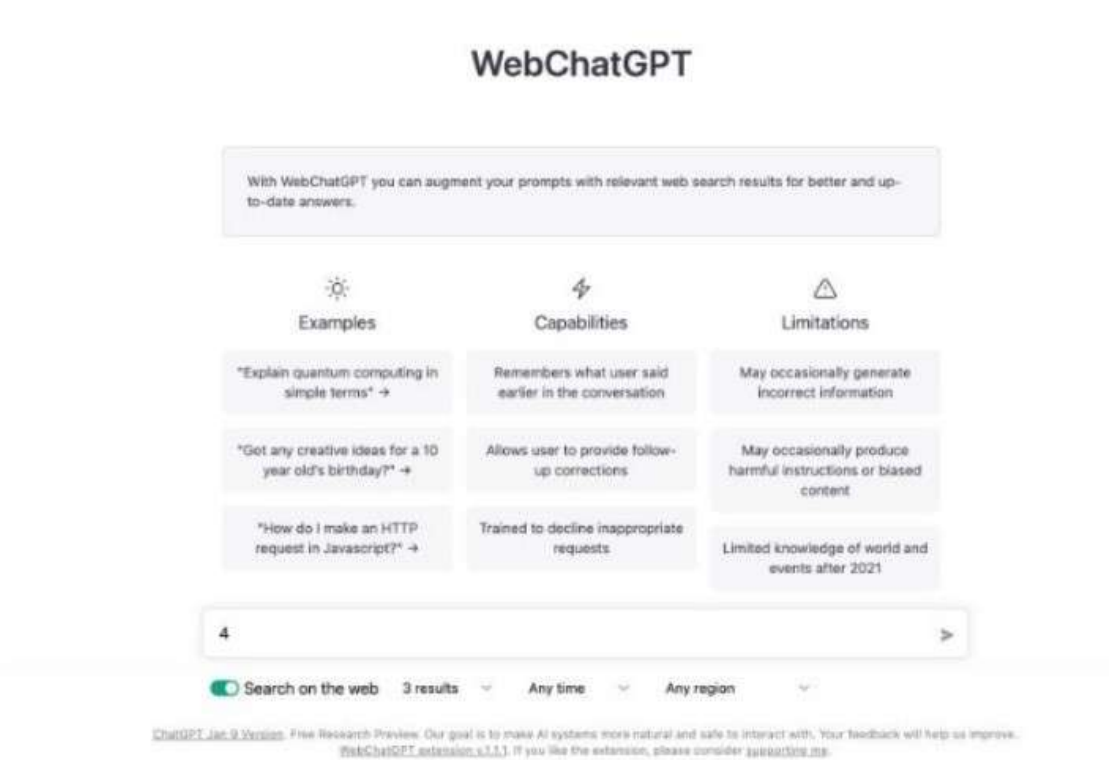 WebChatGPT
With WebChatGPT you can augment your prompts with relevant web search results for better and up-
to-date answers.
Examples
"Explain quantum computing in
simple terms" →
"Got any creative ideas for a 10
year old's birthday?" →
"How do I make an HTTP
request in Javascript?" →
Capabilities
Remembers what user said
earlier in the conversation
Allows user to provide follow-
up corrections
Trained to decline inappropriate
requests
Limitations
May occasionally generate
incorrect information
May occasionally produce
harmful instructions or biased
content
Limited knowledge of world and
events after 2021
4
Search on the web 3 results Any time Any region
ChatGPT Jan 9 Version. Free Research Preview. Our goal is to make AI systems more natural and safe to interact with. Your feedback will help us improve.
WebChatGPT extension v.1.1.1. If you like the extension, please consider supporting me.